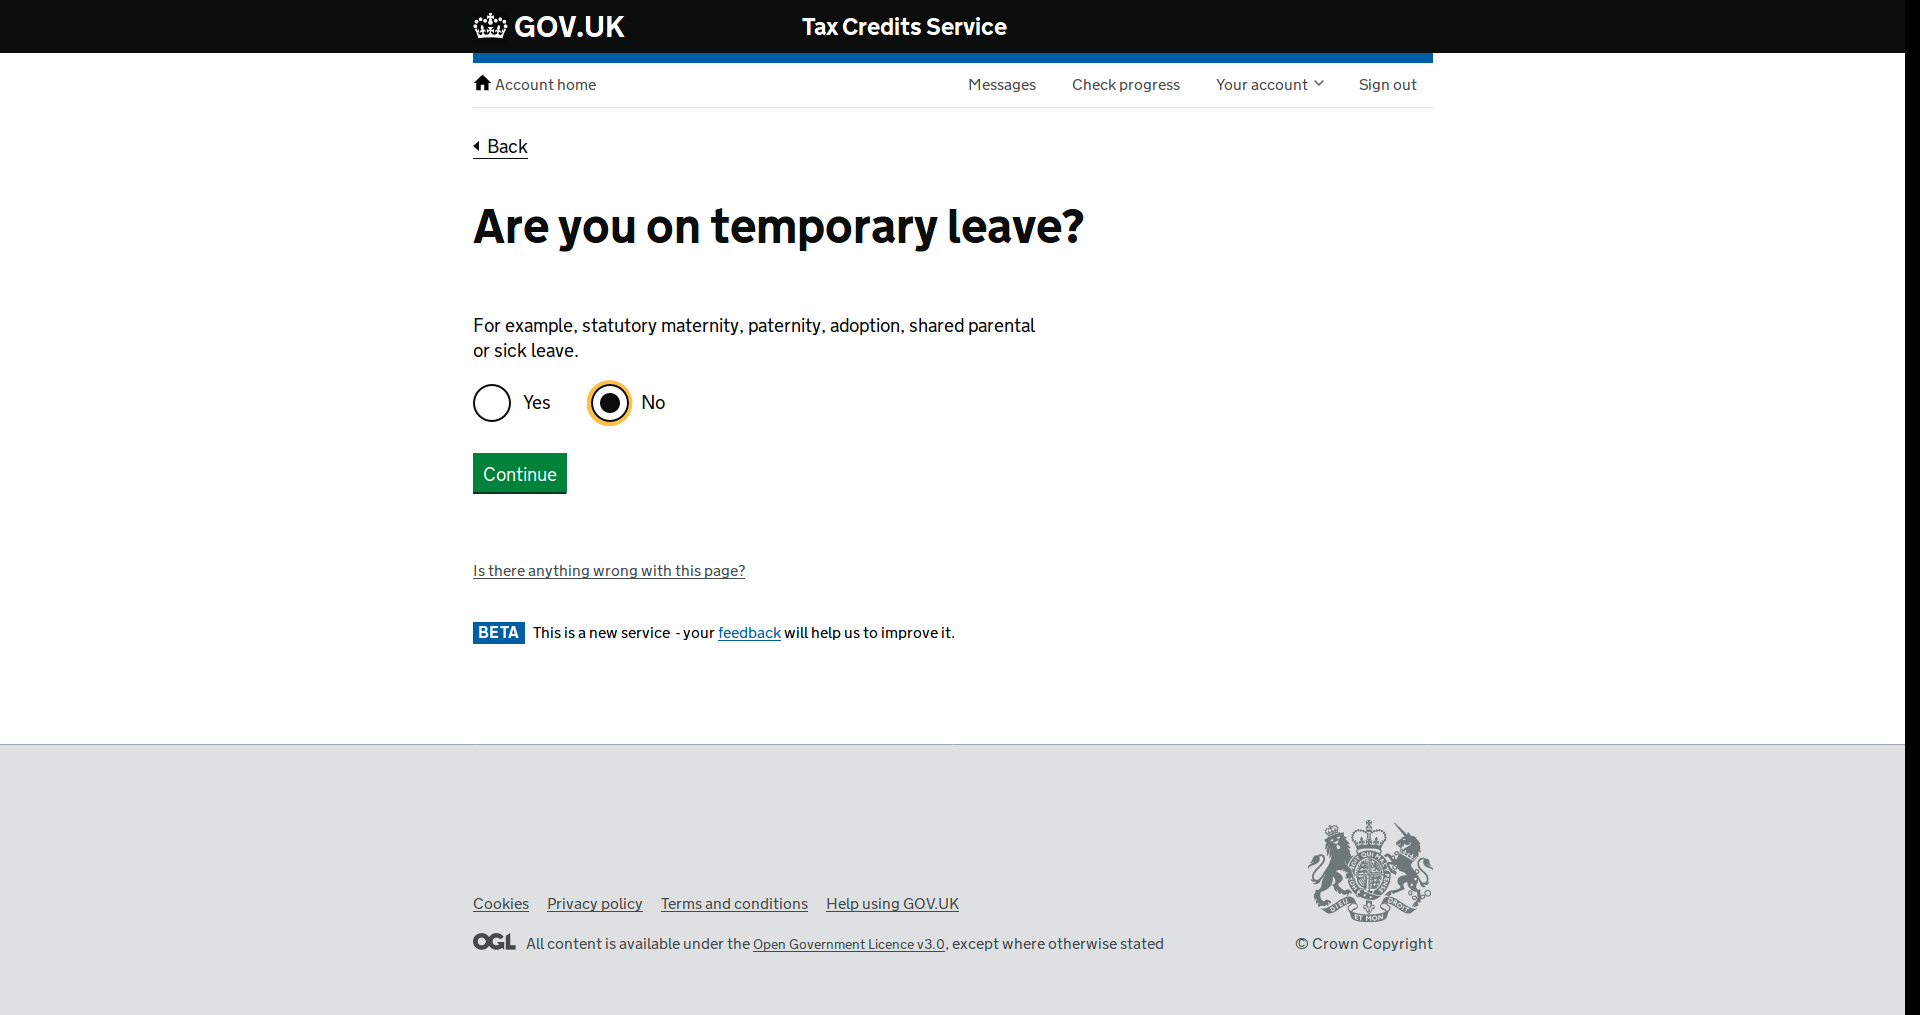 GOV.UK
Tax Credits Service
Account home
Messages
Check progress
Your account
Sign out
Back
Are you on temporary leave?
For example, statutory maternity, paternity, adoption, shared parental
or sick leave.
Yes
No
Continue
Is there anything wrong with this page?
BETA This is a new service - your feedback will help us to improve it.
Cookies
Privacy policy
Terms and conditions
Help using GOV.UK
OGL All content is available under the Open Government Licence v3.0, except where otherwise stated
DIEU ET MON DROIT
© Crown Copyright